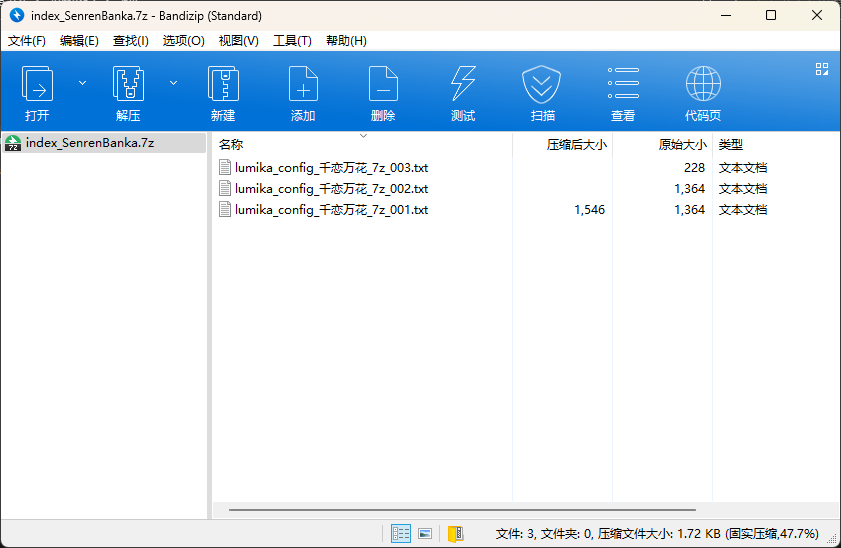 index_SenrenBanka.7z - Bandizip (Standard)
文件(F) 编辑(E) 查找(I) 选项(O) 视图(V) 工具(T) 帮助(H)
打开 解压 新建 添加 删除 测试 扫描 查看 代码页
index_SenrenBanka.7z
名称 压缩后大小 原始大小 类型
lumika_config_千恋万花_7z_003.txt 228 文本文档
lumika_config_千恋万花_7z_002.txt 1,364 文本文档
lumika_config_千恋万花_7z_001.txt 1,546 1,364 文本文档
文件: 3, 文件夹: 0, 压缩文件大小: 1.72 KB (固实压缩,47.7%)